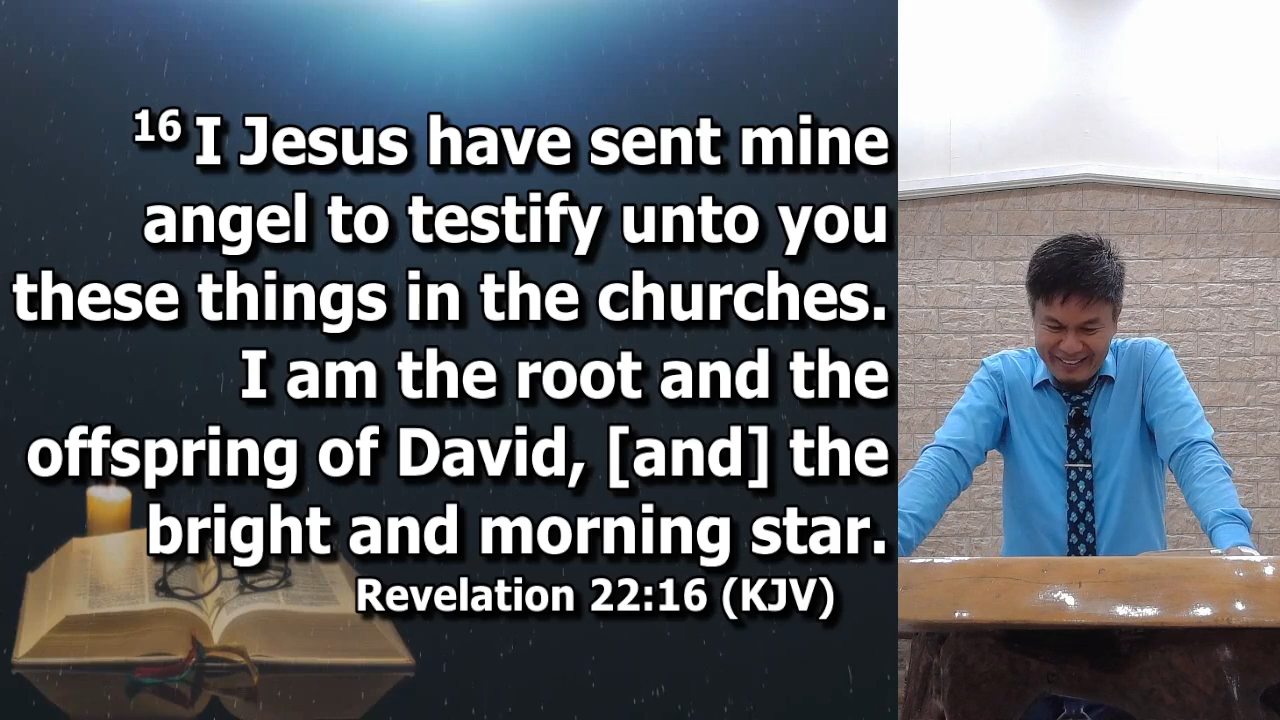 16 I Jesus have sent mine
angel to testify unto you
these things in the churches.
I am the root and the
offspring of David, [and] the
bright and morning star.
Revelation 22:16 (KJV)